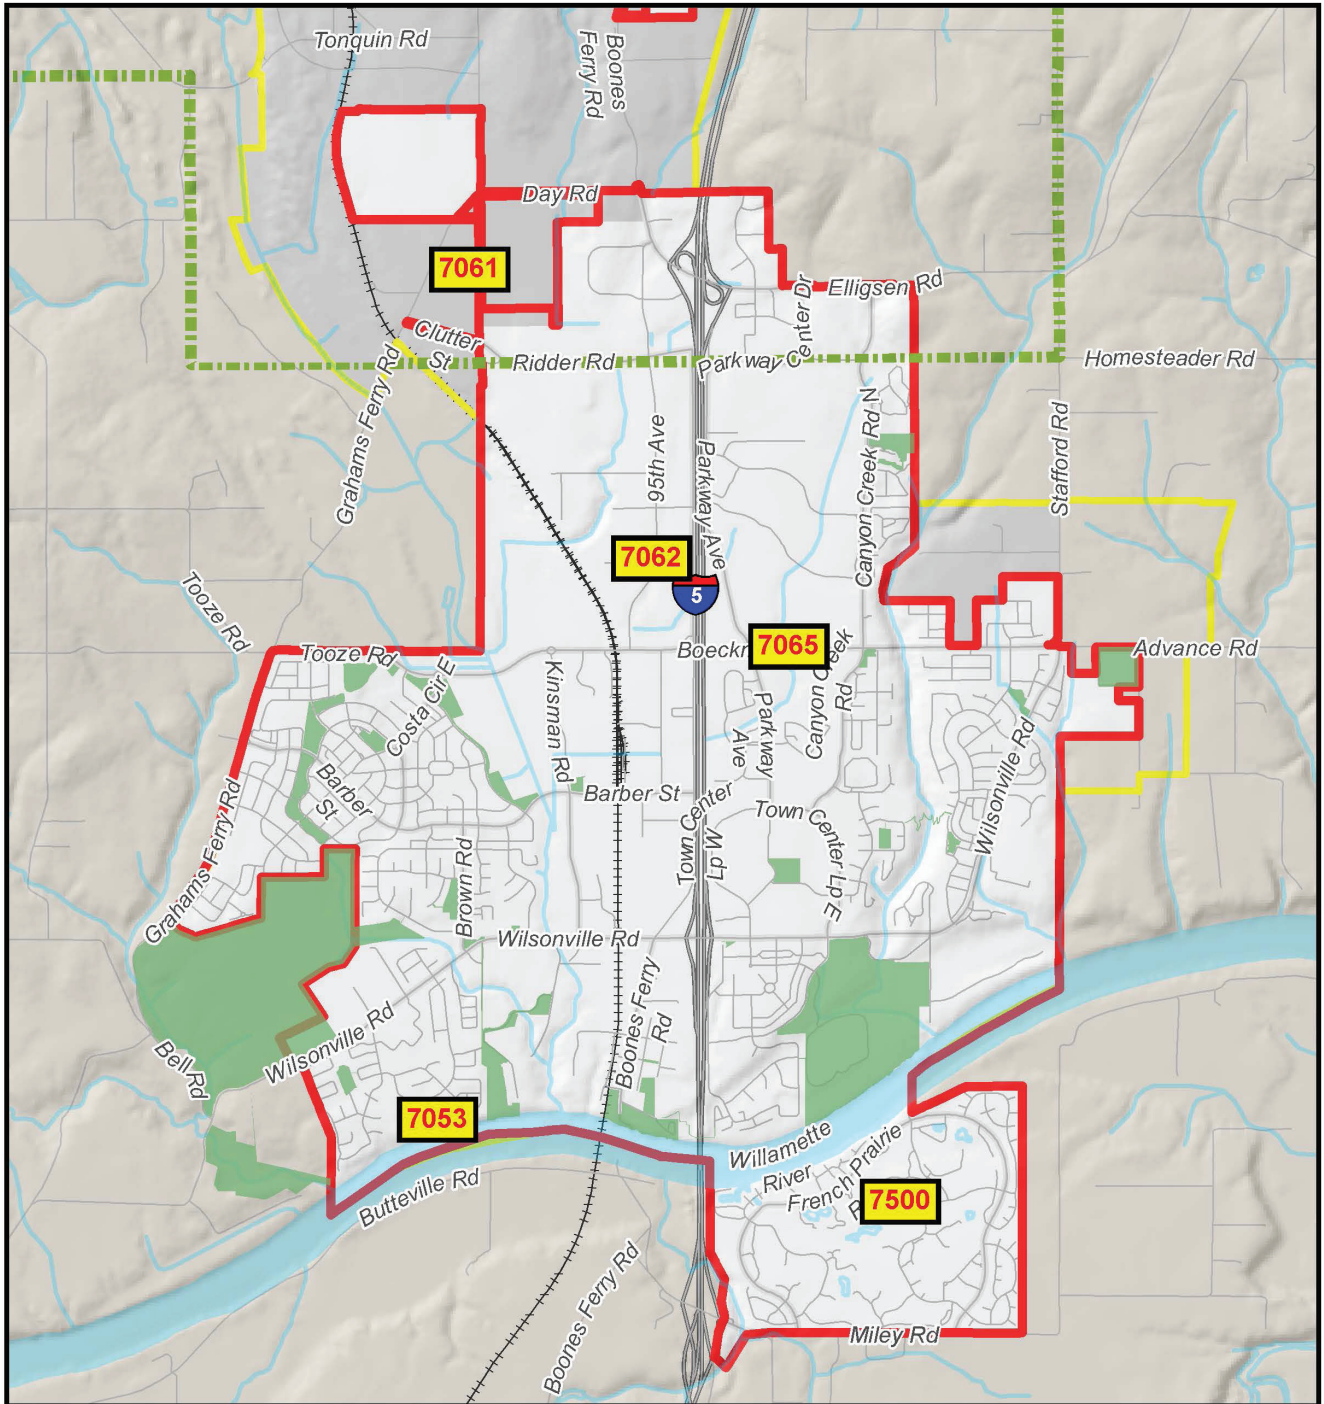 Tonquin Rd
Boones
Ferry Rd
Day Rd
7061
Elligsen Rd
Parkway Center Dr
Clutter
St
Ridder Rd
Homesteader Rd
Grahams Ferry Rd
95th Ave
Parkway Ave
Canyon Creek Rd N
Stafford Rd
7062
5
Tooze Rd
Tooze Rd
Boeckr
7065
Canyon Creek
Rd
Advance Rd
Costa Cir E
Kinsman Rd
Parkway
Ave
Wilsonville Rd
Barber
St
Barber St
Town Center
Lp W
Town Center Lp E
Grahams Ferry Rd
Brown Rd
Wilsonville Rd
Boones Ferry
Rd
Wilsonville Rd
Bell Rd
7053
Willamette
River
French Prairie
7500
Butteville Rd
Boones Ferry Rd
Miley Rd